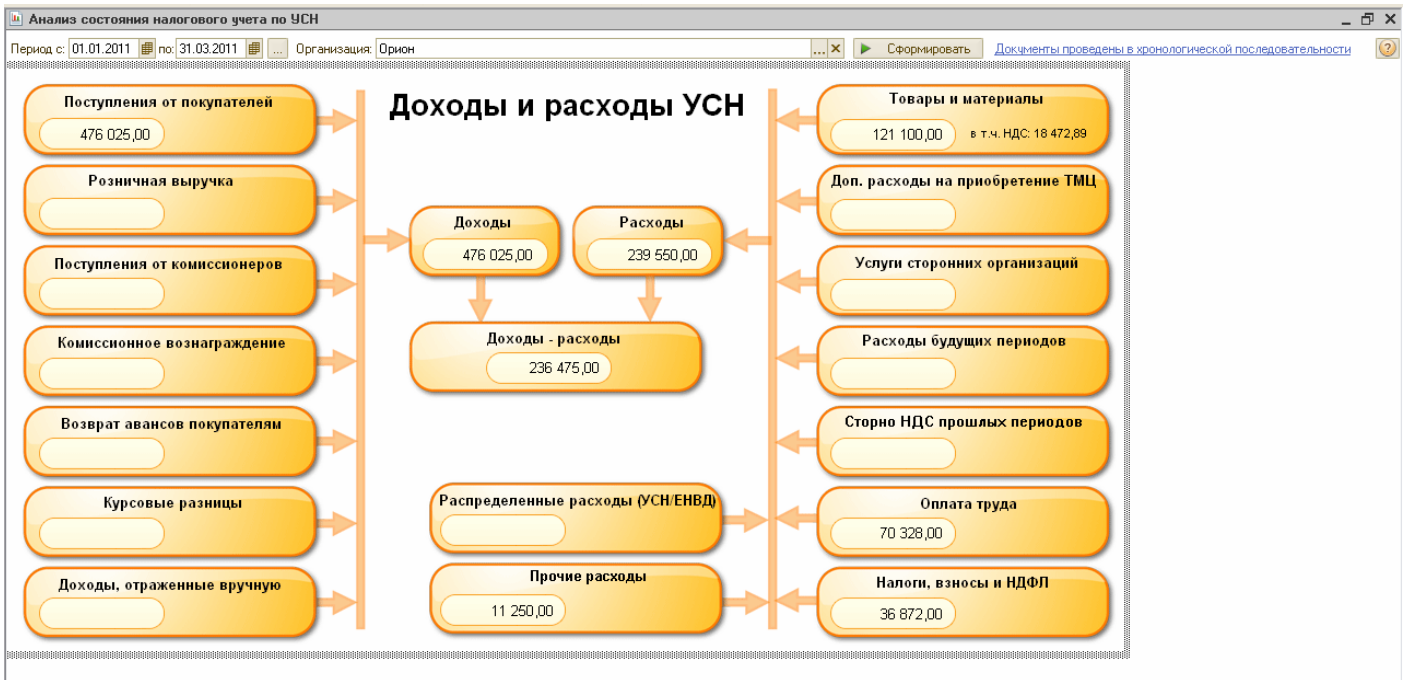 Анализ состояния налогового учета по УСН
Период с: 01.01.2011 по: 31.03.2011 ... Организация: Орион ... Сформировать Документы проведены в хронологической последовательности
Доходы и расходы УСН
Поступления от покупателей
476 025,00
Розничная выручка
Поступления от комиссионеров
Комиссионное вознаграждение
Возврат авансов покупателям
Курсовые разницы
Доходы, отраженные вручную
Доходы
476 025,00
Расходы
239 550,00
Доходы - расходы
236 475,00
Распределенные расходы (УСН/ЕНВД)
Прочие расходы
11 250,00
Товары и материалы
121 100,00 в т.ч. НДС: 18 472,89
Доп. расходы на приобретение ТМЦ
Услуги сторонних организаций
Расходы будущих периодов
Сторно НДС прошлых периодов
Оплата труда
70 328,00
Налоги, взносы и НДФЛ
36 872,00